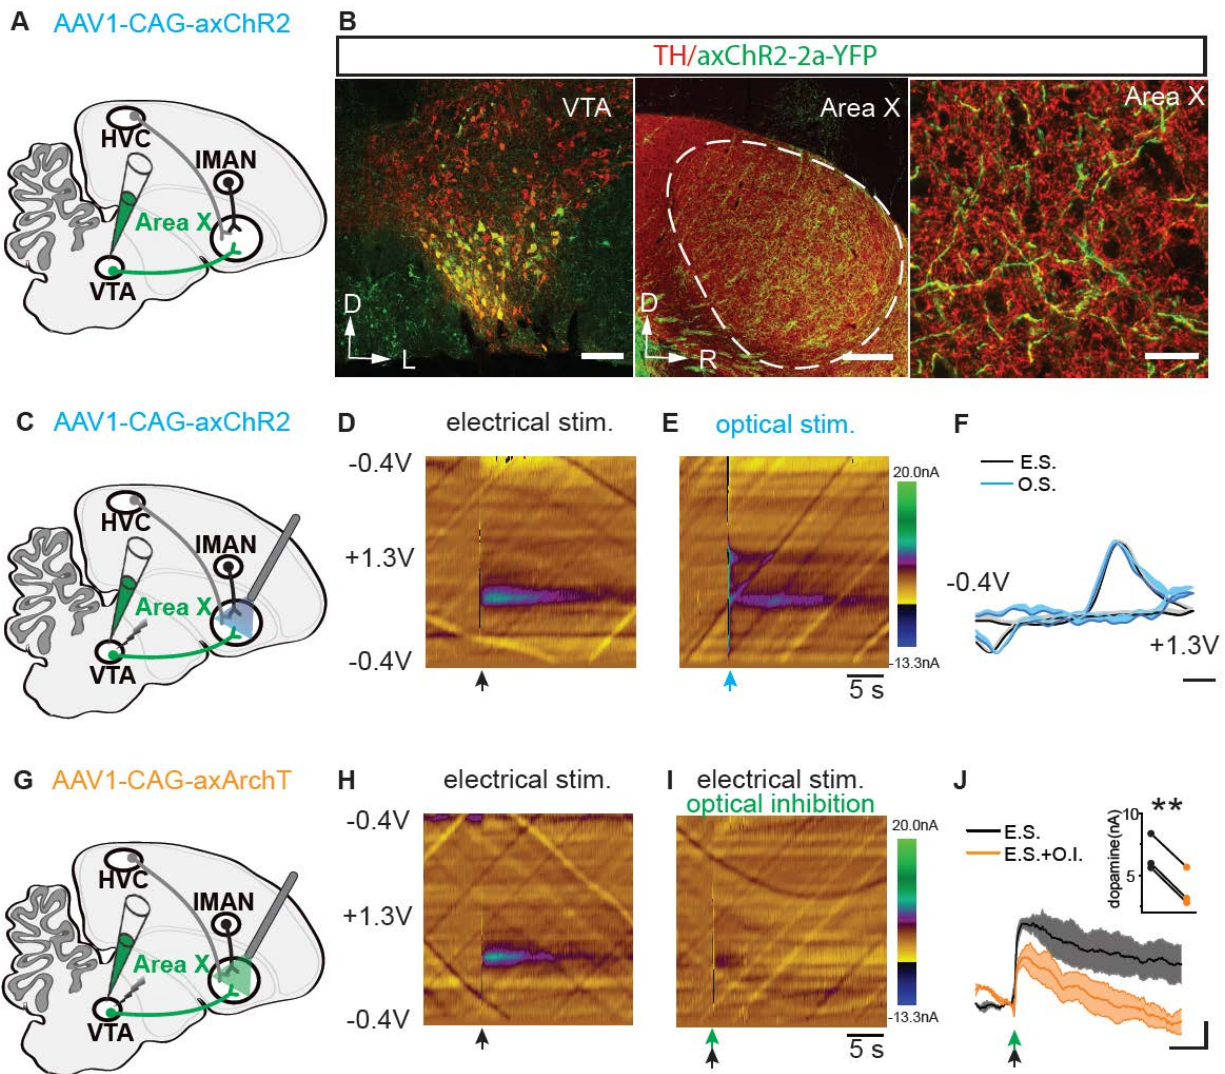 A AAV1-CAG-axChR2
B
TH/axChR2-2a-YFP
HVC
lMAN
Area X
VTA
VTA
D
L
Area X
D
R
Area X
C AAV1-CAG-axChR2
HVC
lMAN
Area X
VTA
D electrical stim.
-0.4V
+1.3V
-0.4V
E optical stim.
20.0nA
-13.3nA
5 s
F
E.S.
O.S.
-0.4V
+1.3V
G AAV1-CAG-axArchT
HVC
lMAN
Area X
VTA
H electrical stim.
-0.4V
+1.3V
-0.4V
I electrical stim.
optical inhibition
20.0nA
-13.3nA
5 s
J
E.S.
E.S.+O.I.
**
dopamine(nA)
10
5